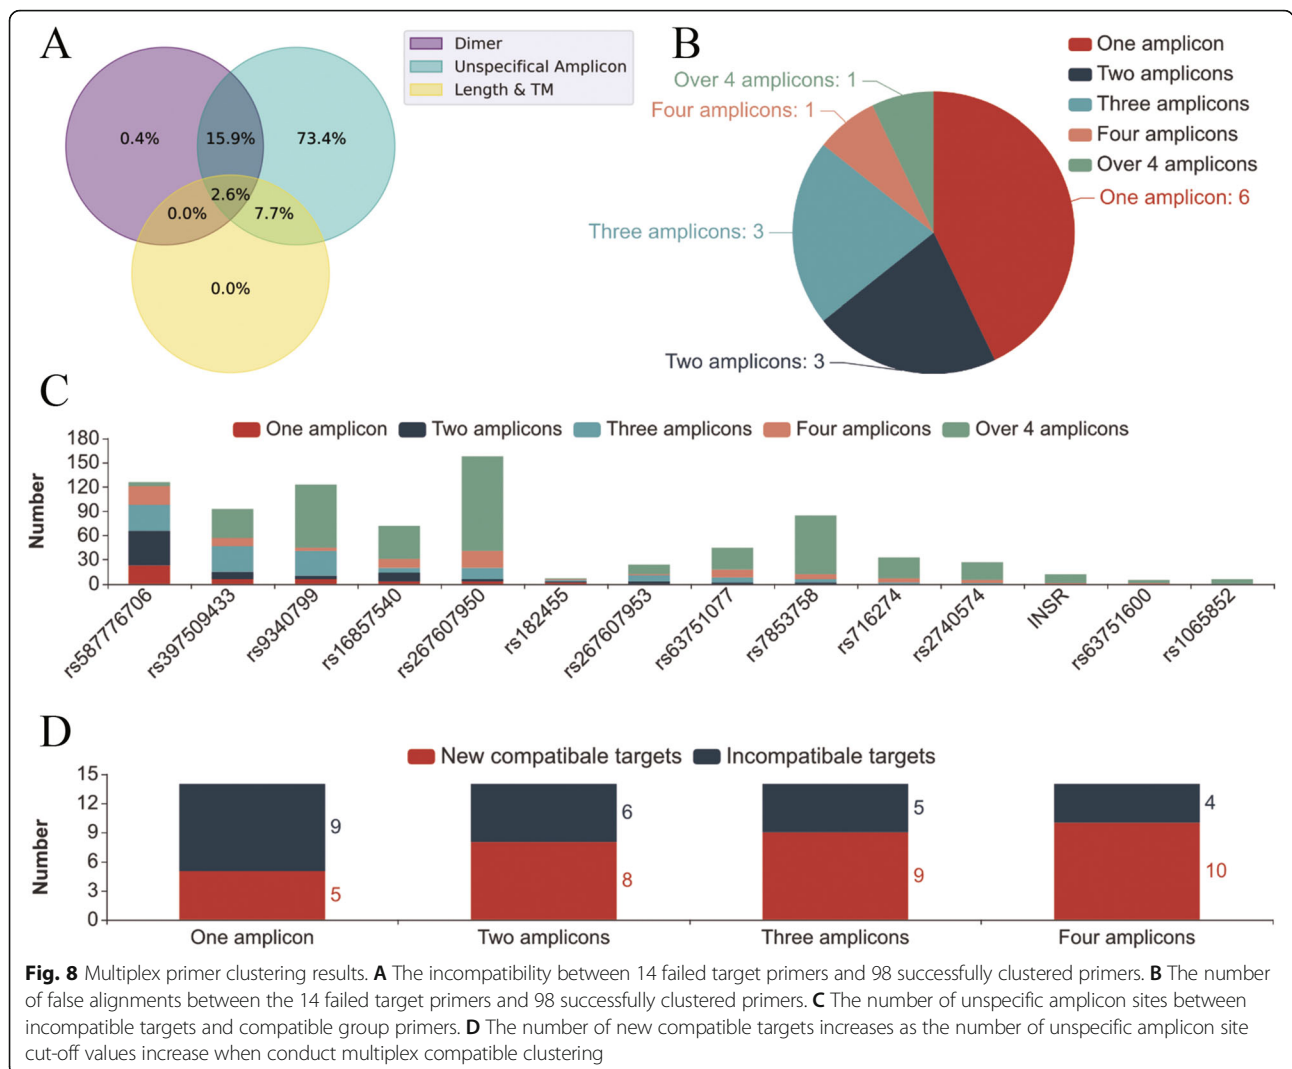 A
Dimer
Unspecifical Amplicon
Length & TM
0.4%
15.9%
73.4%
2.6%
0.0%
7.7%
0.0%
B
One amplicon
Two amplicons
Three amplicons
Four amplicons
Over 4 amplicons
Over 4 amplicons: 1
Four amplicons: 1
One amplicon: 6
Three amplicons: 3
Two amplicons: 3
C
One amplicon
Two amplicons
Three amplicons
Four amplicons
Over 4 amplicons
Number
180
150
120
90
60
30
0
rs587776706
rs397509433
rs9340799
rs16857540
rs267607950
rs182455
rs267607953
rs63751077
rs7853758
rs716274
rs2740574
INSR
rs63751600
rs1065852
D
New compatibale targets
Incompatibale targets
Number
15
12
9
6
3
0
9
5
6
8
5
9
4
10
One amplicon
Two amplicons
Three amplicons
Four amplicons
Fig. 8 Multiplex primer clustering results. A The incompatibility between 14 failed target primers and 98 successfully clustered primers. B The number
of false alignments between the 14 failed target primers and 98 successfully clustered primers. C The number of unspecific amplicon sites between
incompatible targets and compatible group primers. D The number of new compatible targets increases as the number of unspecific amplicon site
cut-off values increase when conduct multiplex compatible clustering